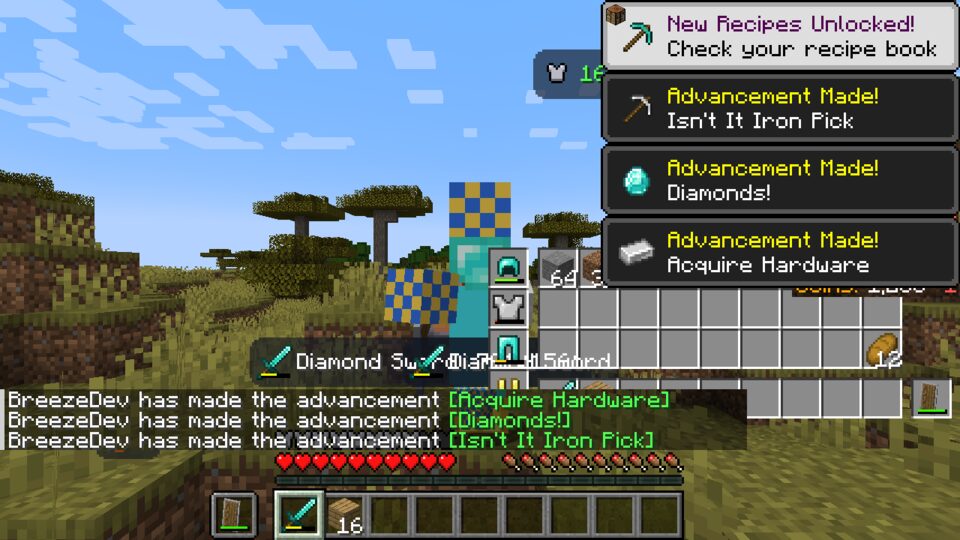 New Recipes Unlocked!
Check your recipe book
16
Advancement Made!
Isn't It Iron Pick
Advancement Made!
Diamonds!
Advancement Made!
Acquire Hardware
64
12
Diamond
BreezeDev has made the advancement [Acquire Hardware]
BreezeDev has made the advancement [Diamonds!]
BreezeDev has made the advancement [Isn't It Iron Pick]
16